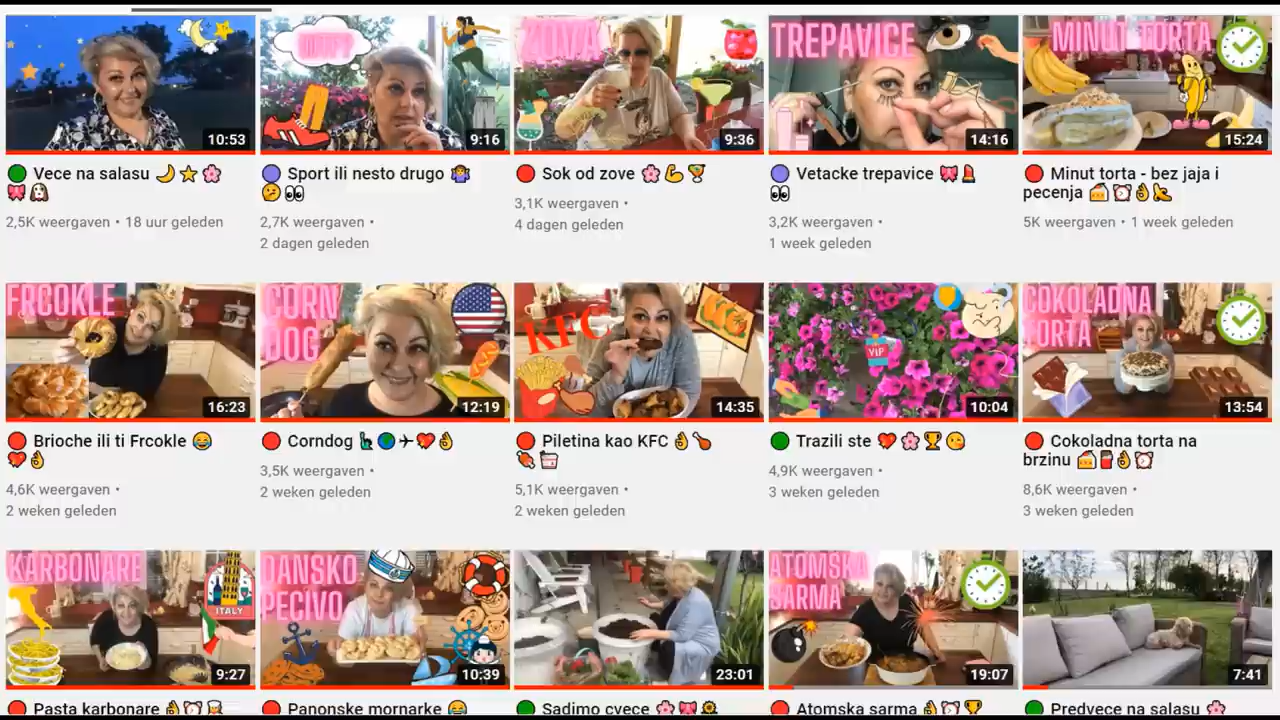 10:53
9:16
ZOVA
9:36
TREPAVICE
14:16
MINUT TORTA
15:24
Vece na salasu
2,5K weergaven • 18 uur geleden
Sport ili nesto drugo
2,7K weergaven •
2 dagen geleden
Sok od zove
3,1K weergaven •
4 dagen geleden
Vetacke trepavice
3,2K weergaven •
1 week geleden
Minut torta - bez jaja i
pecenja
5K weergaven • 1 week geleden
FRCOKLE
16:23
CORN
DOG
12:19
KFC
14:35
VIP
10:04
COKOLADNA
TORTA
13:54
Brioche ili ti Frcokle
4,6K weergaven •
2 weken geleden
Corndog
3,5K weergaven •
2 weken geleden
Piletina kao KFC
5,1K weergaven •
2 weken geleden
Trazili ste
4,9K weergaven •
3 weken geleden
Cokoladna torta na
brzinu
8,6K weergaven •
3 weken geleden
KARBONARE
ITALY
9:27
DANSKO
PECIVO
10:39
23:01
ATOMSKA
SARMA
19:07
7:41
Pasta karbonare
Panonske mornarke
Sadimo cvece
Atomska sarma
Predvece na salasu